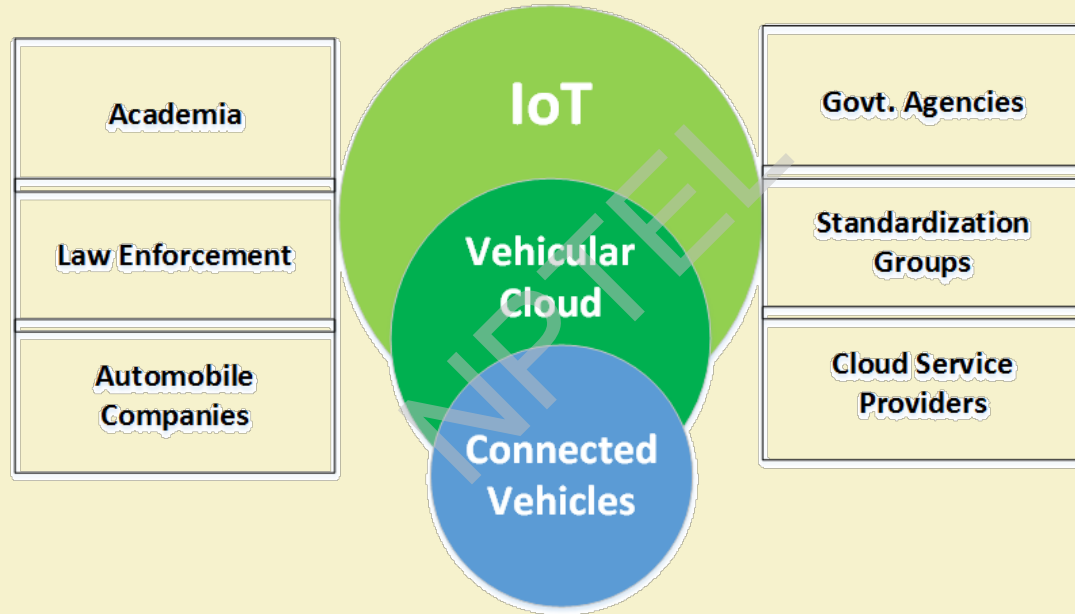 Academia
Law Enforcement
Automobile
Companies
IoT
Vehicular
Cloud
Connected
Vehicles
Govt. Agencies
Standardization
Groups
Cloud Service
Providers
NPTEL